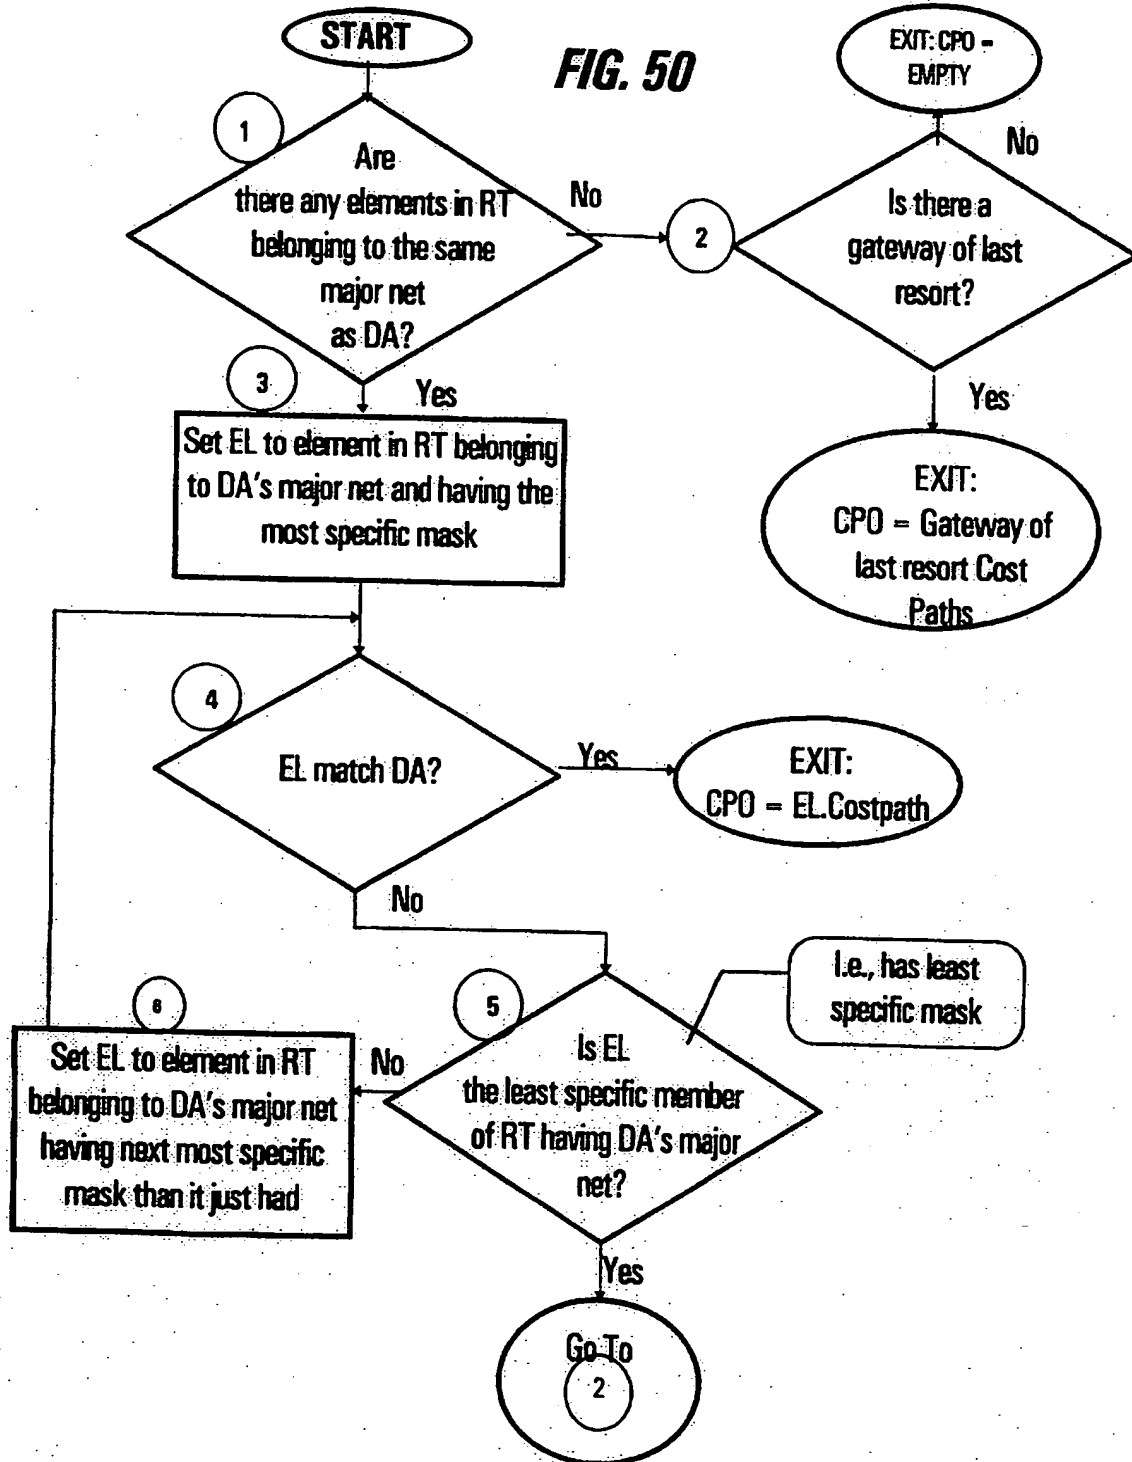 START
FIG. 50
EXIT: CPO =
EMPTY
1
Are
there any elements in RT
belonging to the same
major net
as DA?
No
2
No
Is there a
gateway of last
resort?
3
Yes
Yes
Set EL to element in RT belonging
to DA's major net and having the
most specific mask
EXIT:
CPO = Gateway of
last resort Cost
Paths
4
EL match DA?
Yes
EXIT:
CPO = EL.Costpath
No
I.e., has least
specific mask
5
Is EL
the least specific member
of RT having DA's major
net?
No
6
Set EL to element in RT
belonging to DA's major net
having next most specific
mask than it just had
Yes
Go To
2